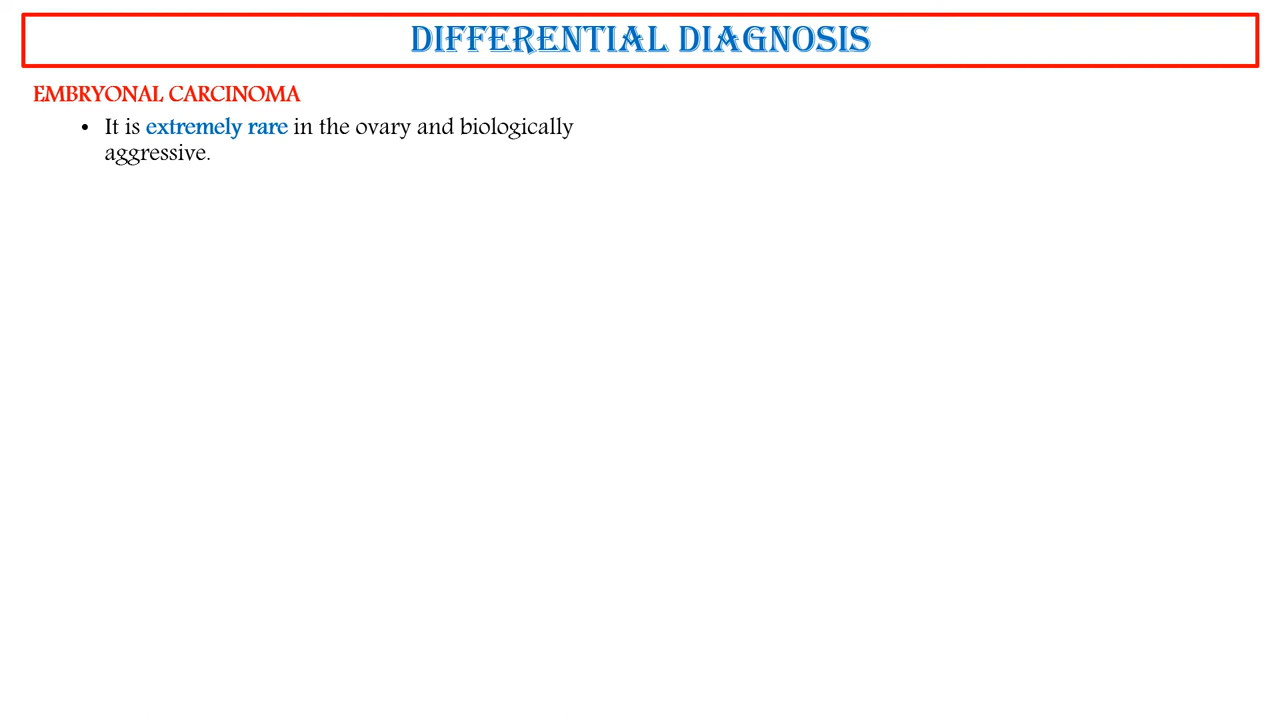 DIFFERENTIAL DIAGNOSIS
EMBRYONAL CARCINOMA
• It is extremely rare in the ovary and biologically
aggressive.